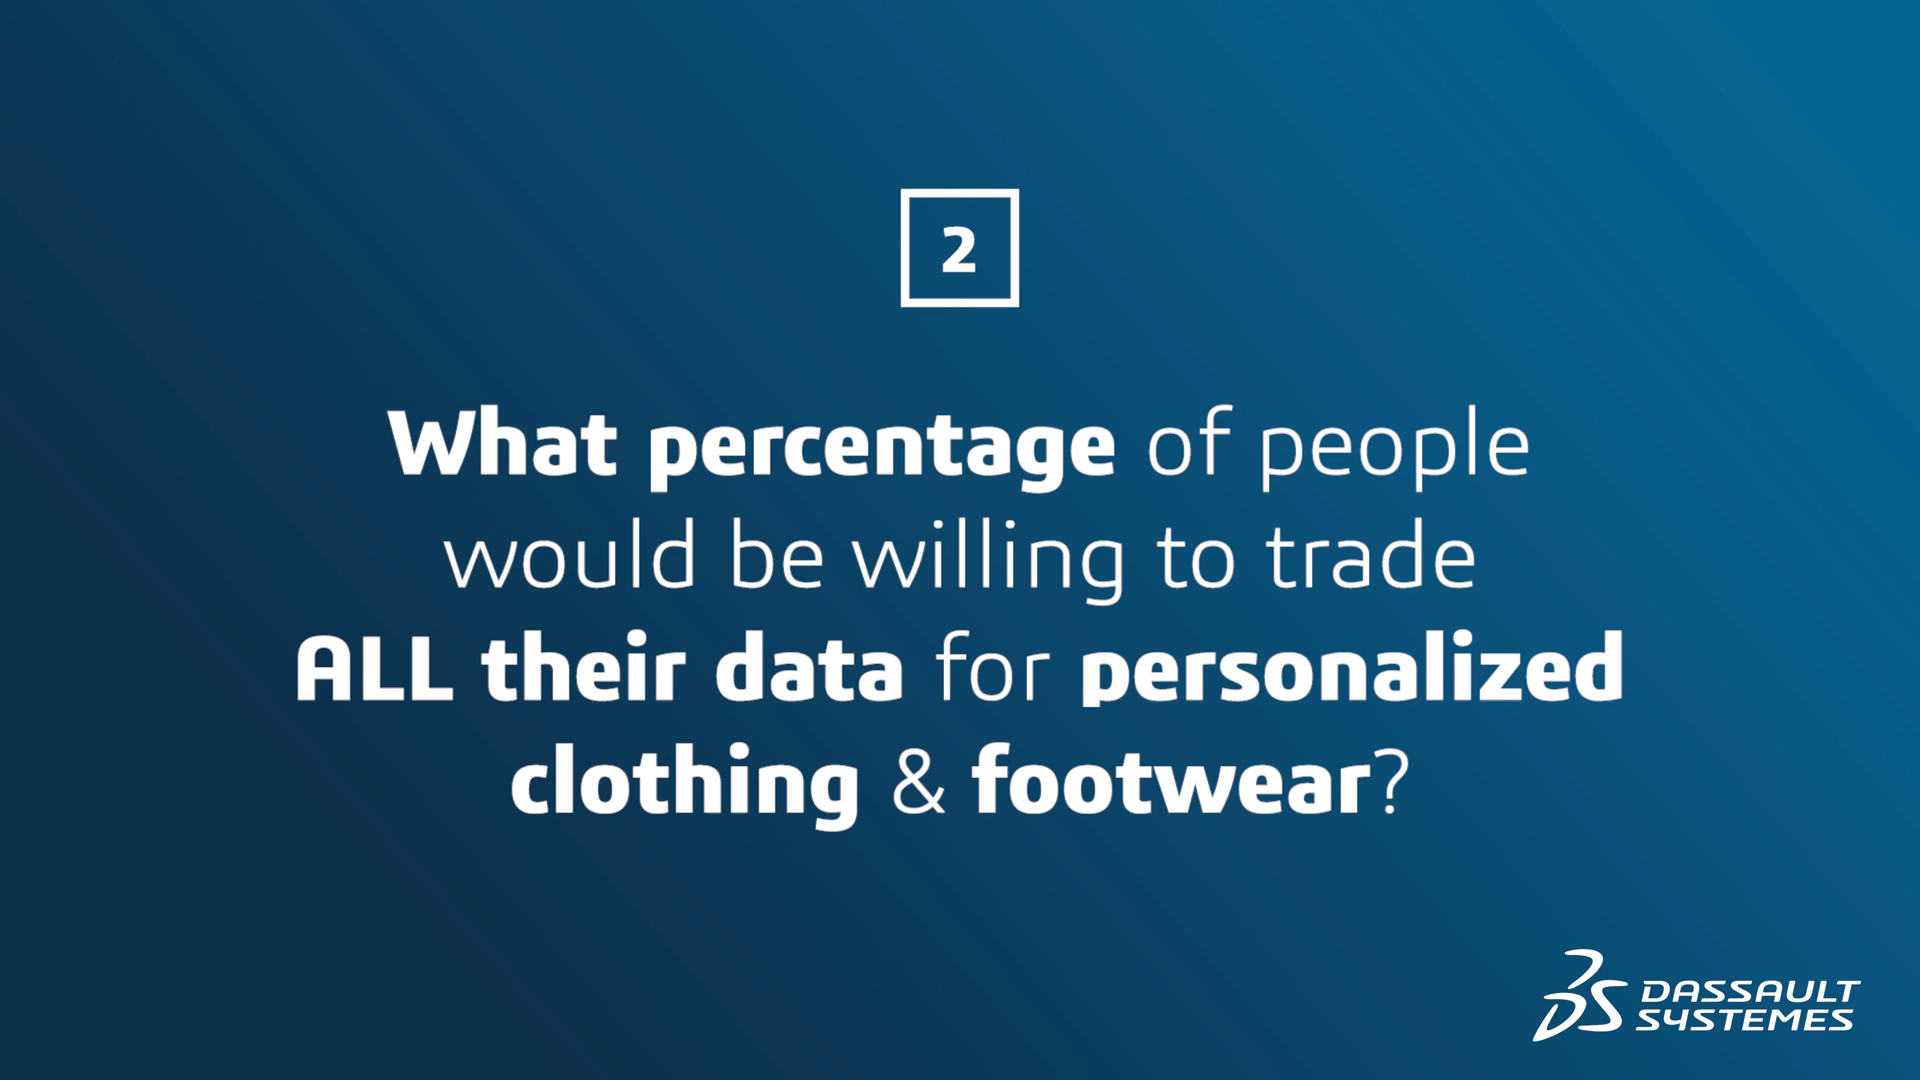 2
What percentage of people
would be willing to trade
ALL their data for personalized
clothing & footwear?
DASSAULT
SYSTEMES